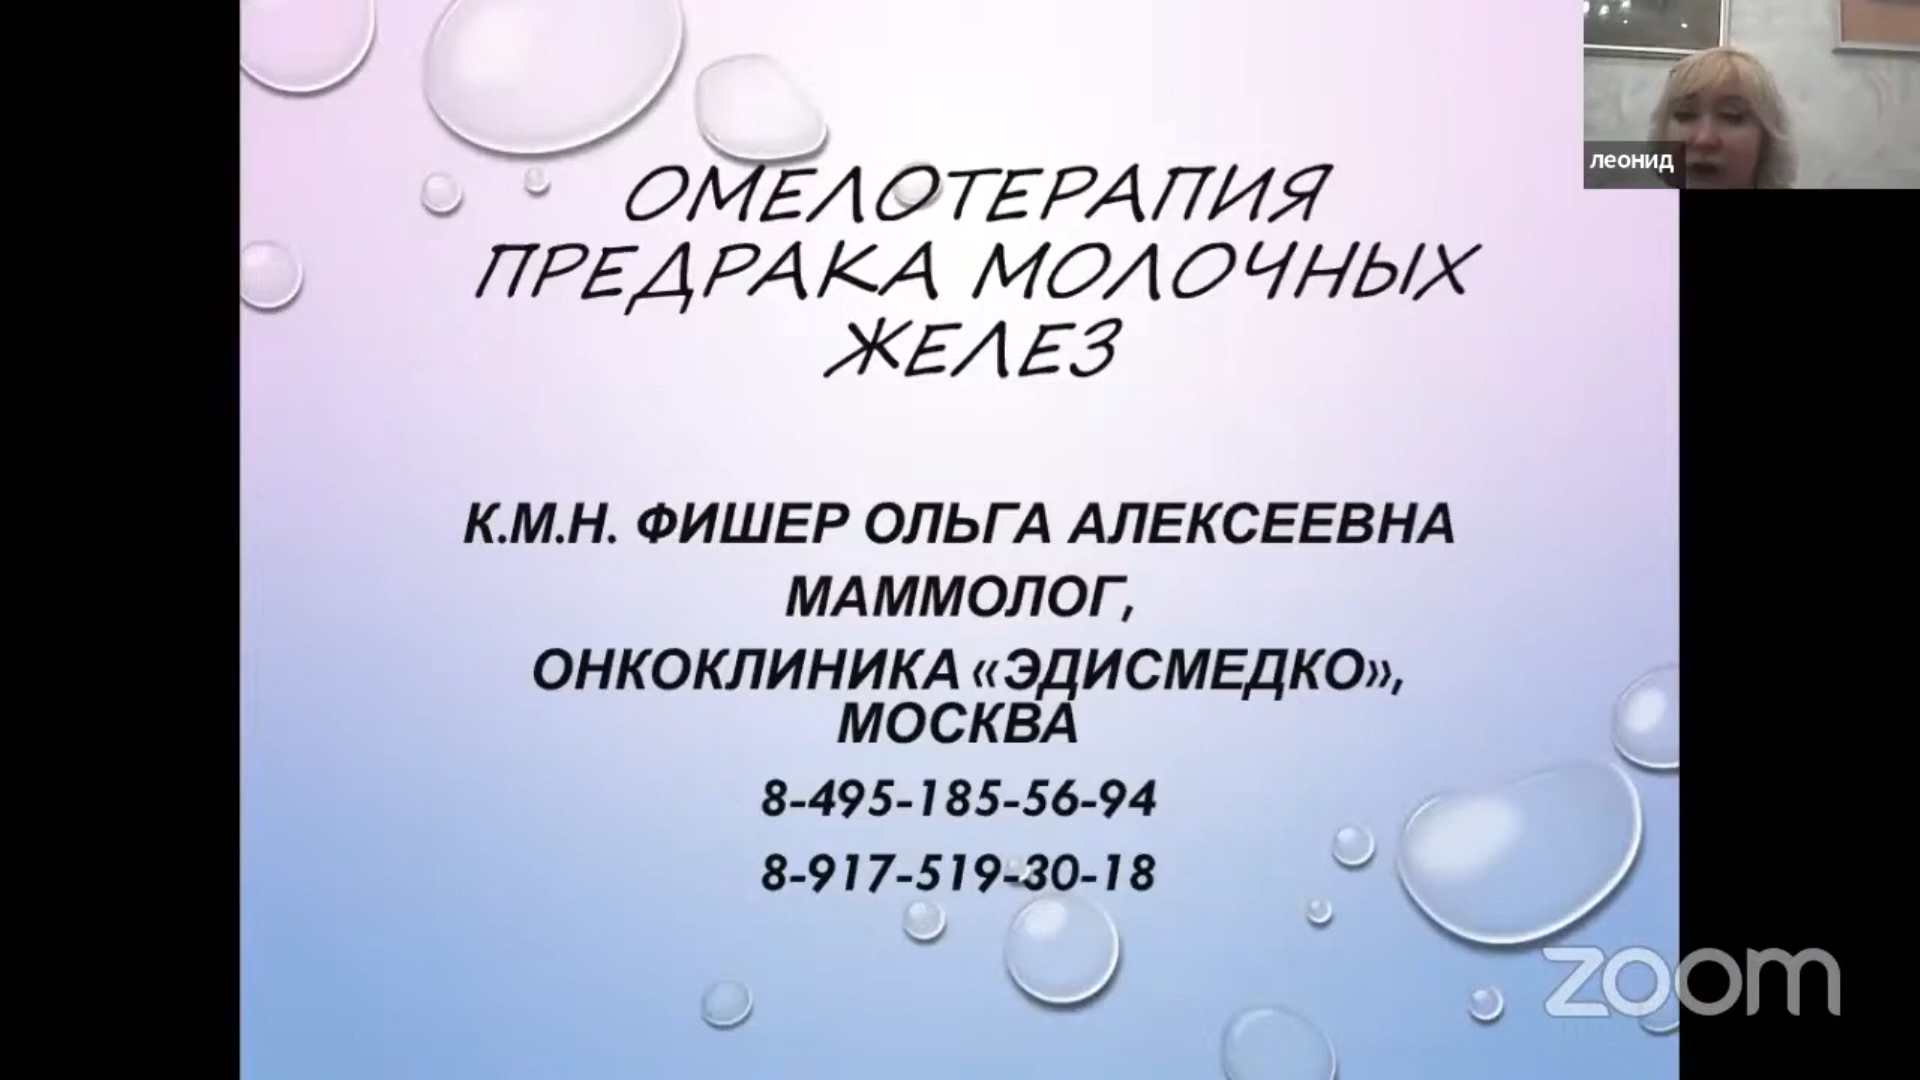 леонид
ОМЕЛОТЕРАПИЯ
ПРЕДРАКА МОЛОЧНЫХ
ЖЕЛЕЗ
К.М.Н. ФИШЕР ОЛЬГА АЛЕКСЕЕВНА
МАММОЛОГ,
ОНКОКЛИНИКА «ЭДИСМЕДКО»,
МОСКВА
8-495-185-56-94
8-917-519-30-18
zoom